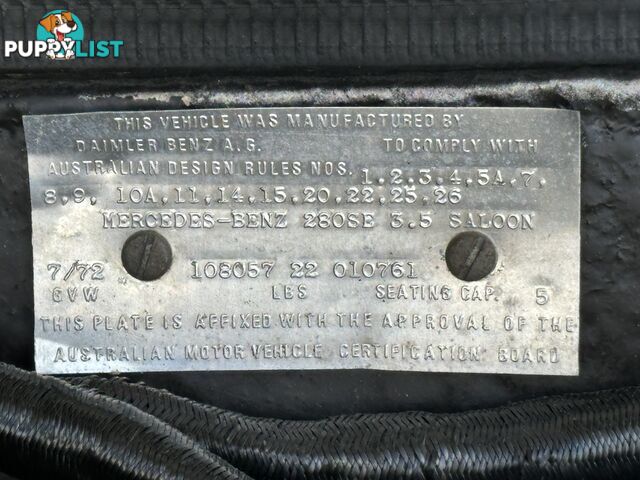 PUPPYLIST
THIS VEHICLE WAS MANUFACTURED BY
DAIMLER BENZ A.G. TO COMPLY WITH
AUSTRALIAN DESIGN RULES NOS. 1,2,3,4,5A,7,
8,9, 10A,11,14,15,20,22,25,26
MERCEDES-BENZ 280SE 3.5 SALOON
7/72 108057 22 010761
GVW LBS SEATING CAP. 5
THIS PLATE IS AFFIXED WITH THE APPROVAL OF THE
AUSTRALIAN MOTOR VEHICLE CERTIFICATION BOARD